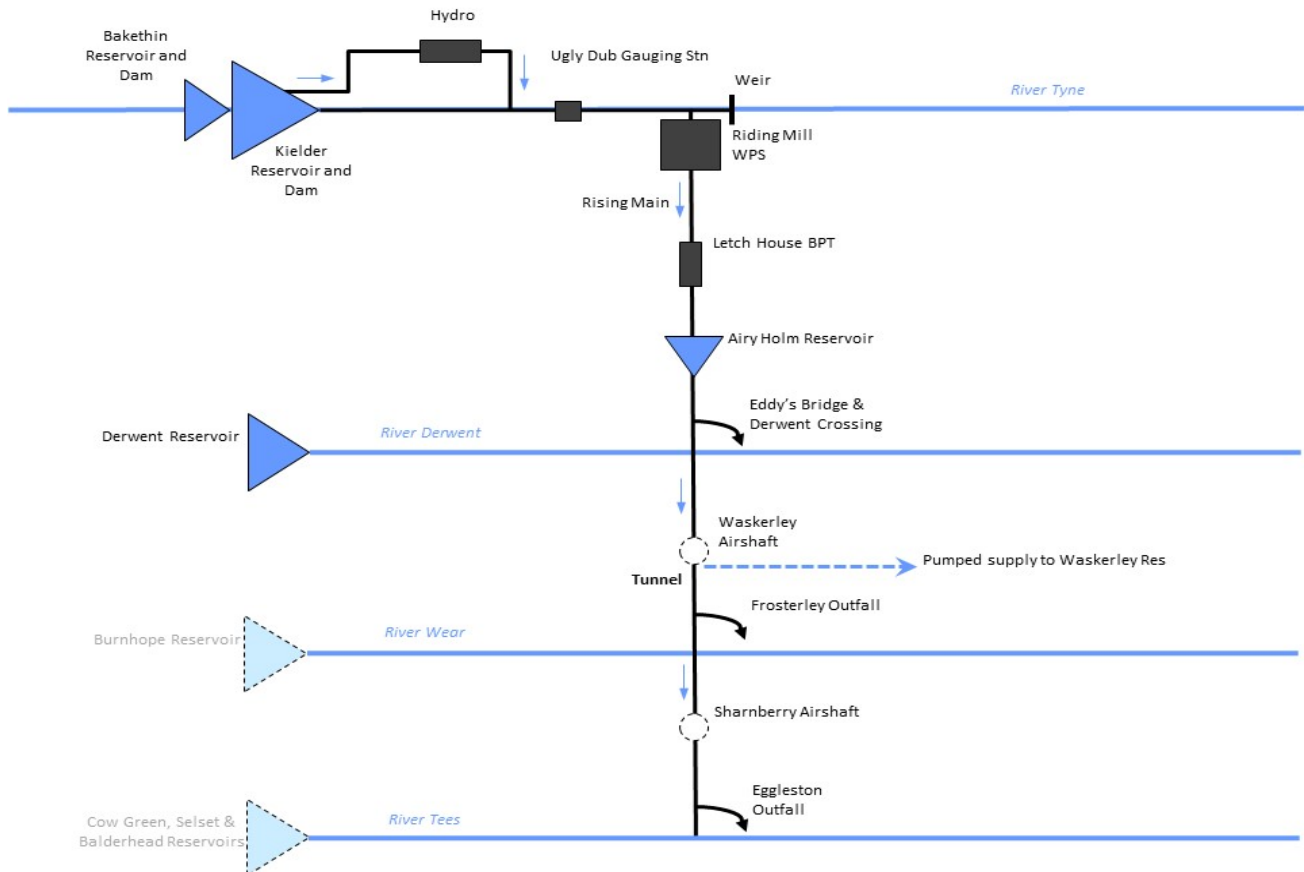 Hydro
Bakethin
Reservoir and
Dam
Ugly Dub Gauging Stn
Weir
River Tyne
Kielder
Reservoir and
Dam
Riding Mill
WPS
Rising Main
Letch House BPT
Airy Holm Reservoir
Eddy's Bridge &
Derwent Crossing
Derwent Reservoir
River Derwent
Waskerley
Airshaft
Tunnel
Pumped supply to Waskerley Res
Frosterley Outfall
Burnhope Reservoir
River Wear
Sharnberry Airshaft
Eggleston
Outfall
Cow Green, Selset &
Balderhead Reservoirs
River Tees